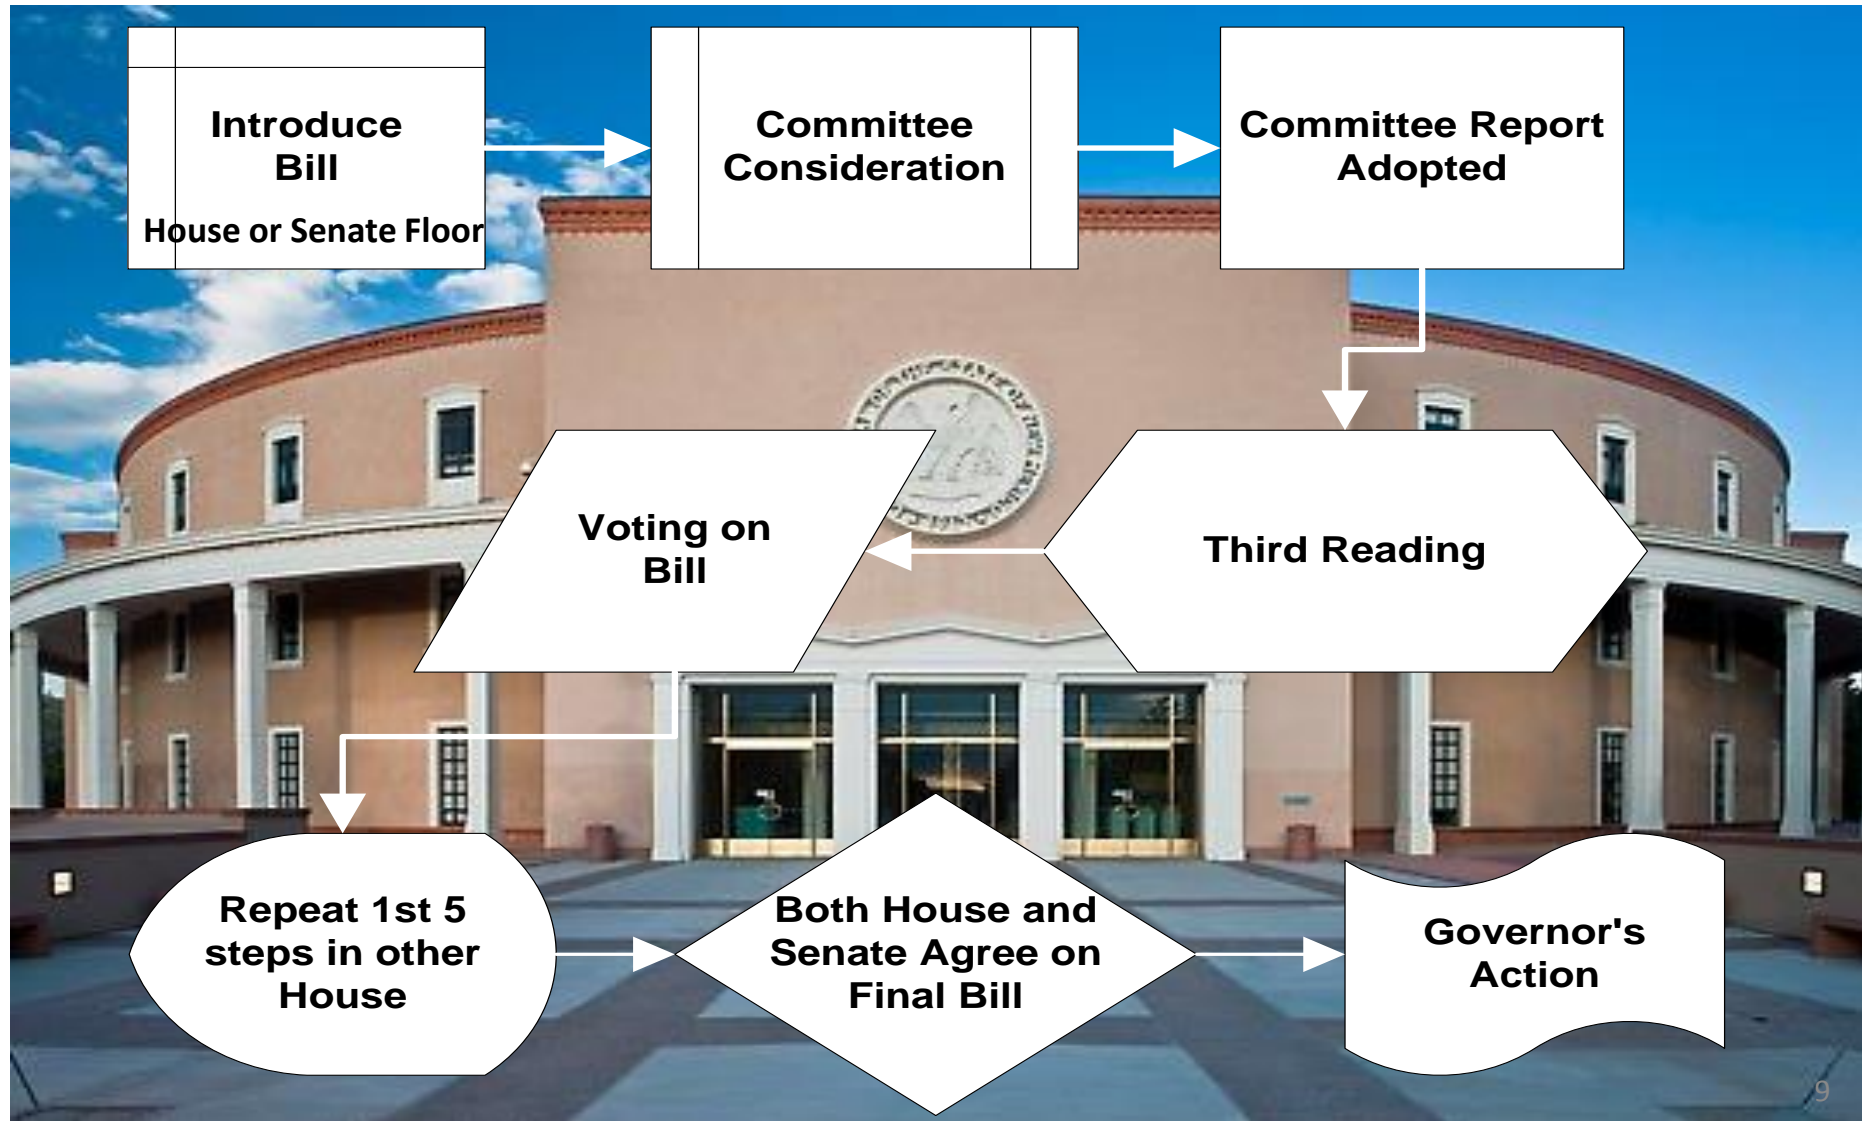 Introduce
Bill
House or Senate Floor
Committee
Consideration
Committee Report
Adopted
Voting on
Bill
Third Reading
Repeat 1st 5
steps in other
House
Both House and
Senate Agree on
Final Bill
Governor's
Action
9